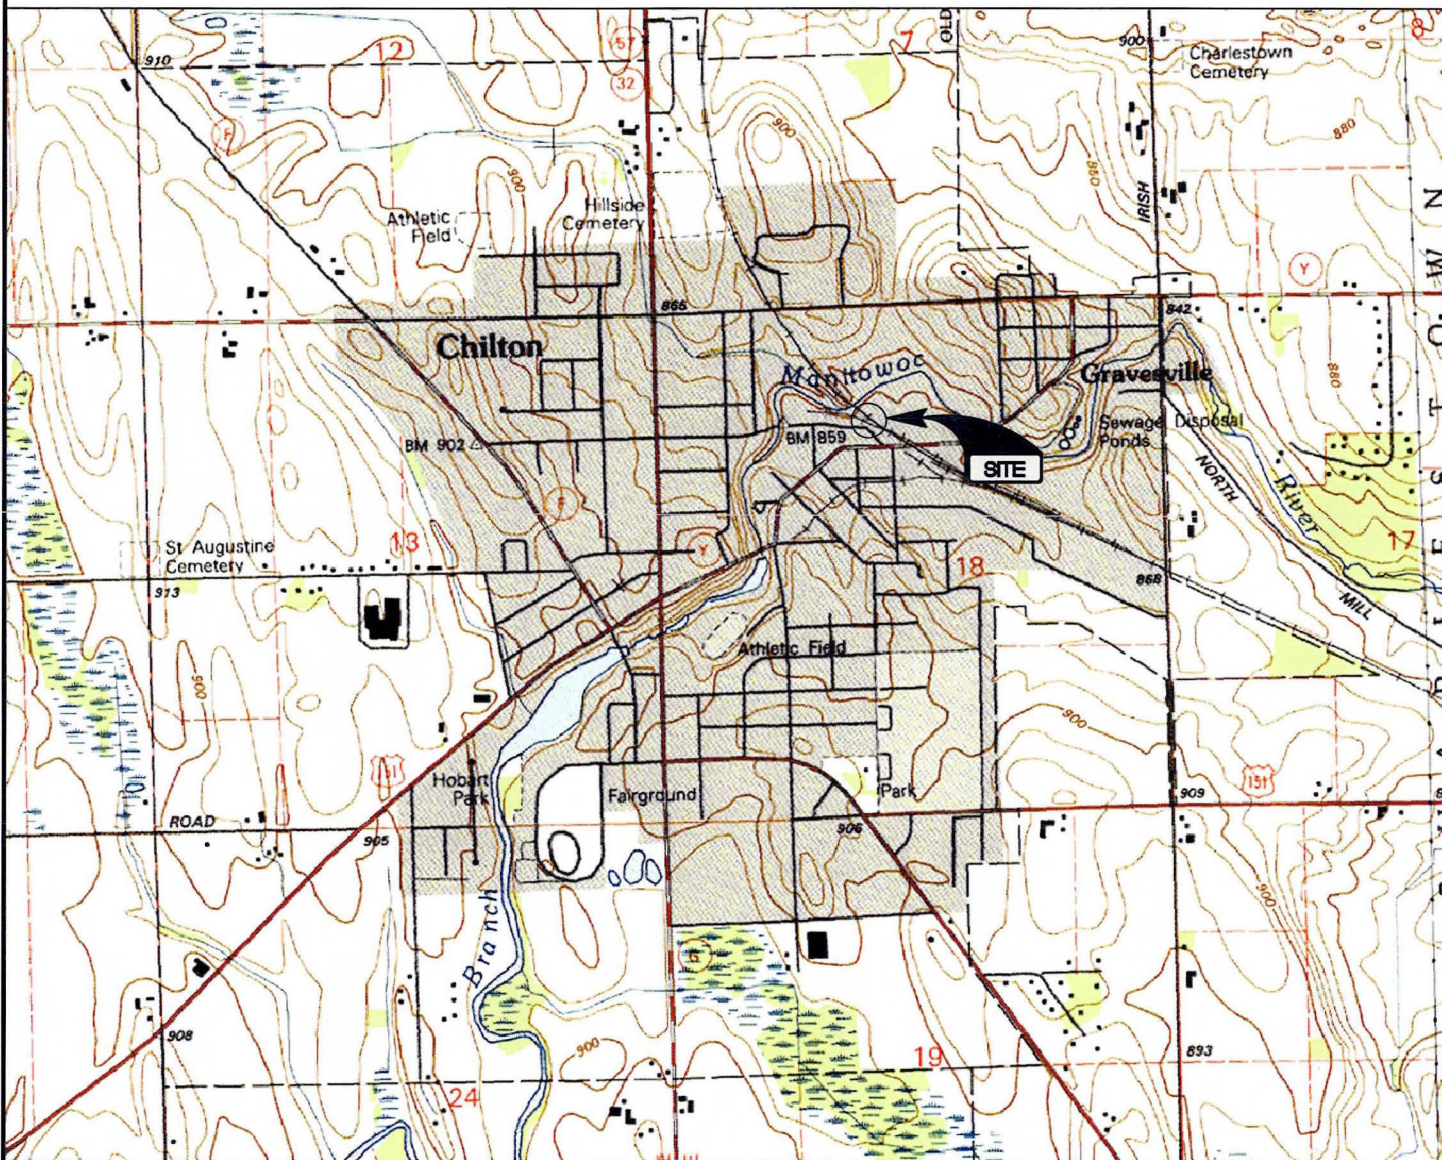 12
57
7
OLD
8
910
900
Charlestown
Cemetery
32
F
900
880
880
900
IRISH
Athletic
Field
Hillside
Cemetery
Y
865
842
Chilton
Manitowoc
Gravesville
880
BM 902
BM 859
Sewage Disposal
Ponds
SITE
NORTH
River
F
Y
13
17
St Augustine
Cemetery
18
913
868
MILL
Athletic Field
900
900
151
Hobart
Park
Fairground
Park
151
909
ROAD
905
906
900
Branch
G
908
900
19
893
24